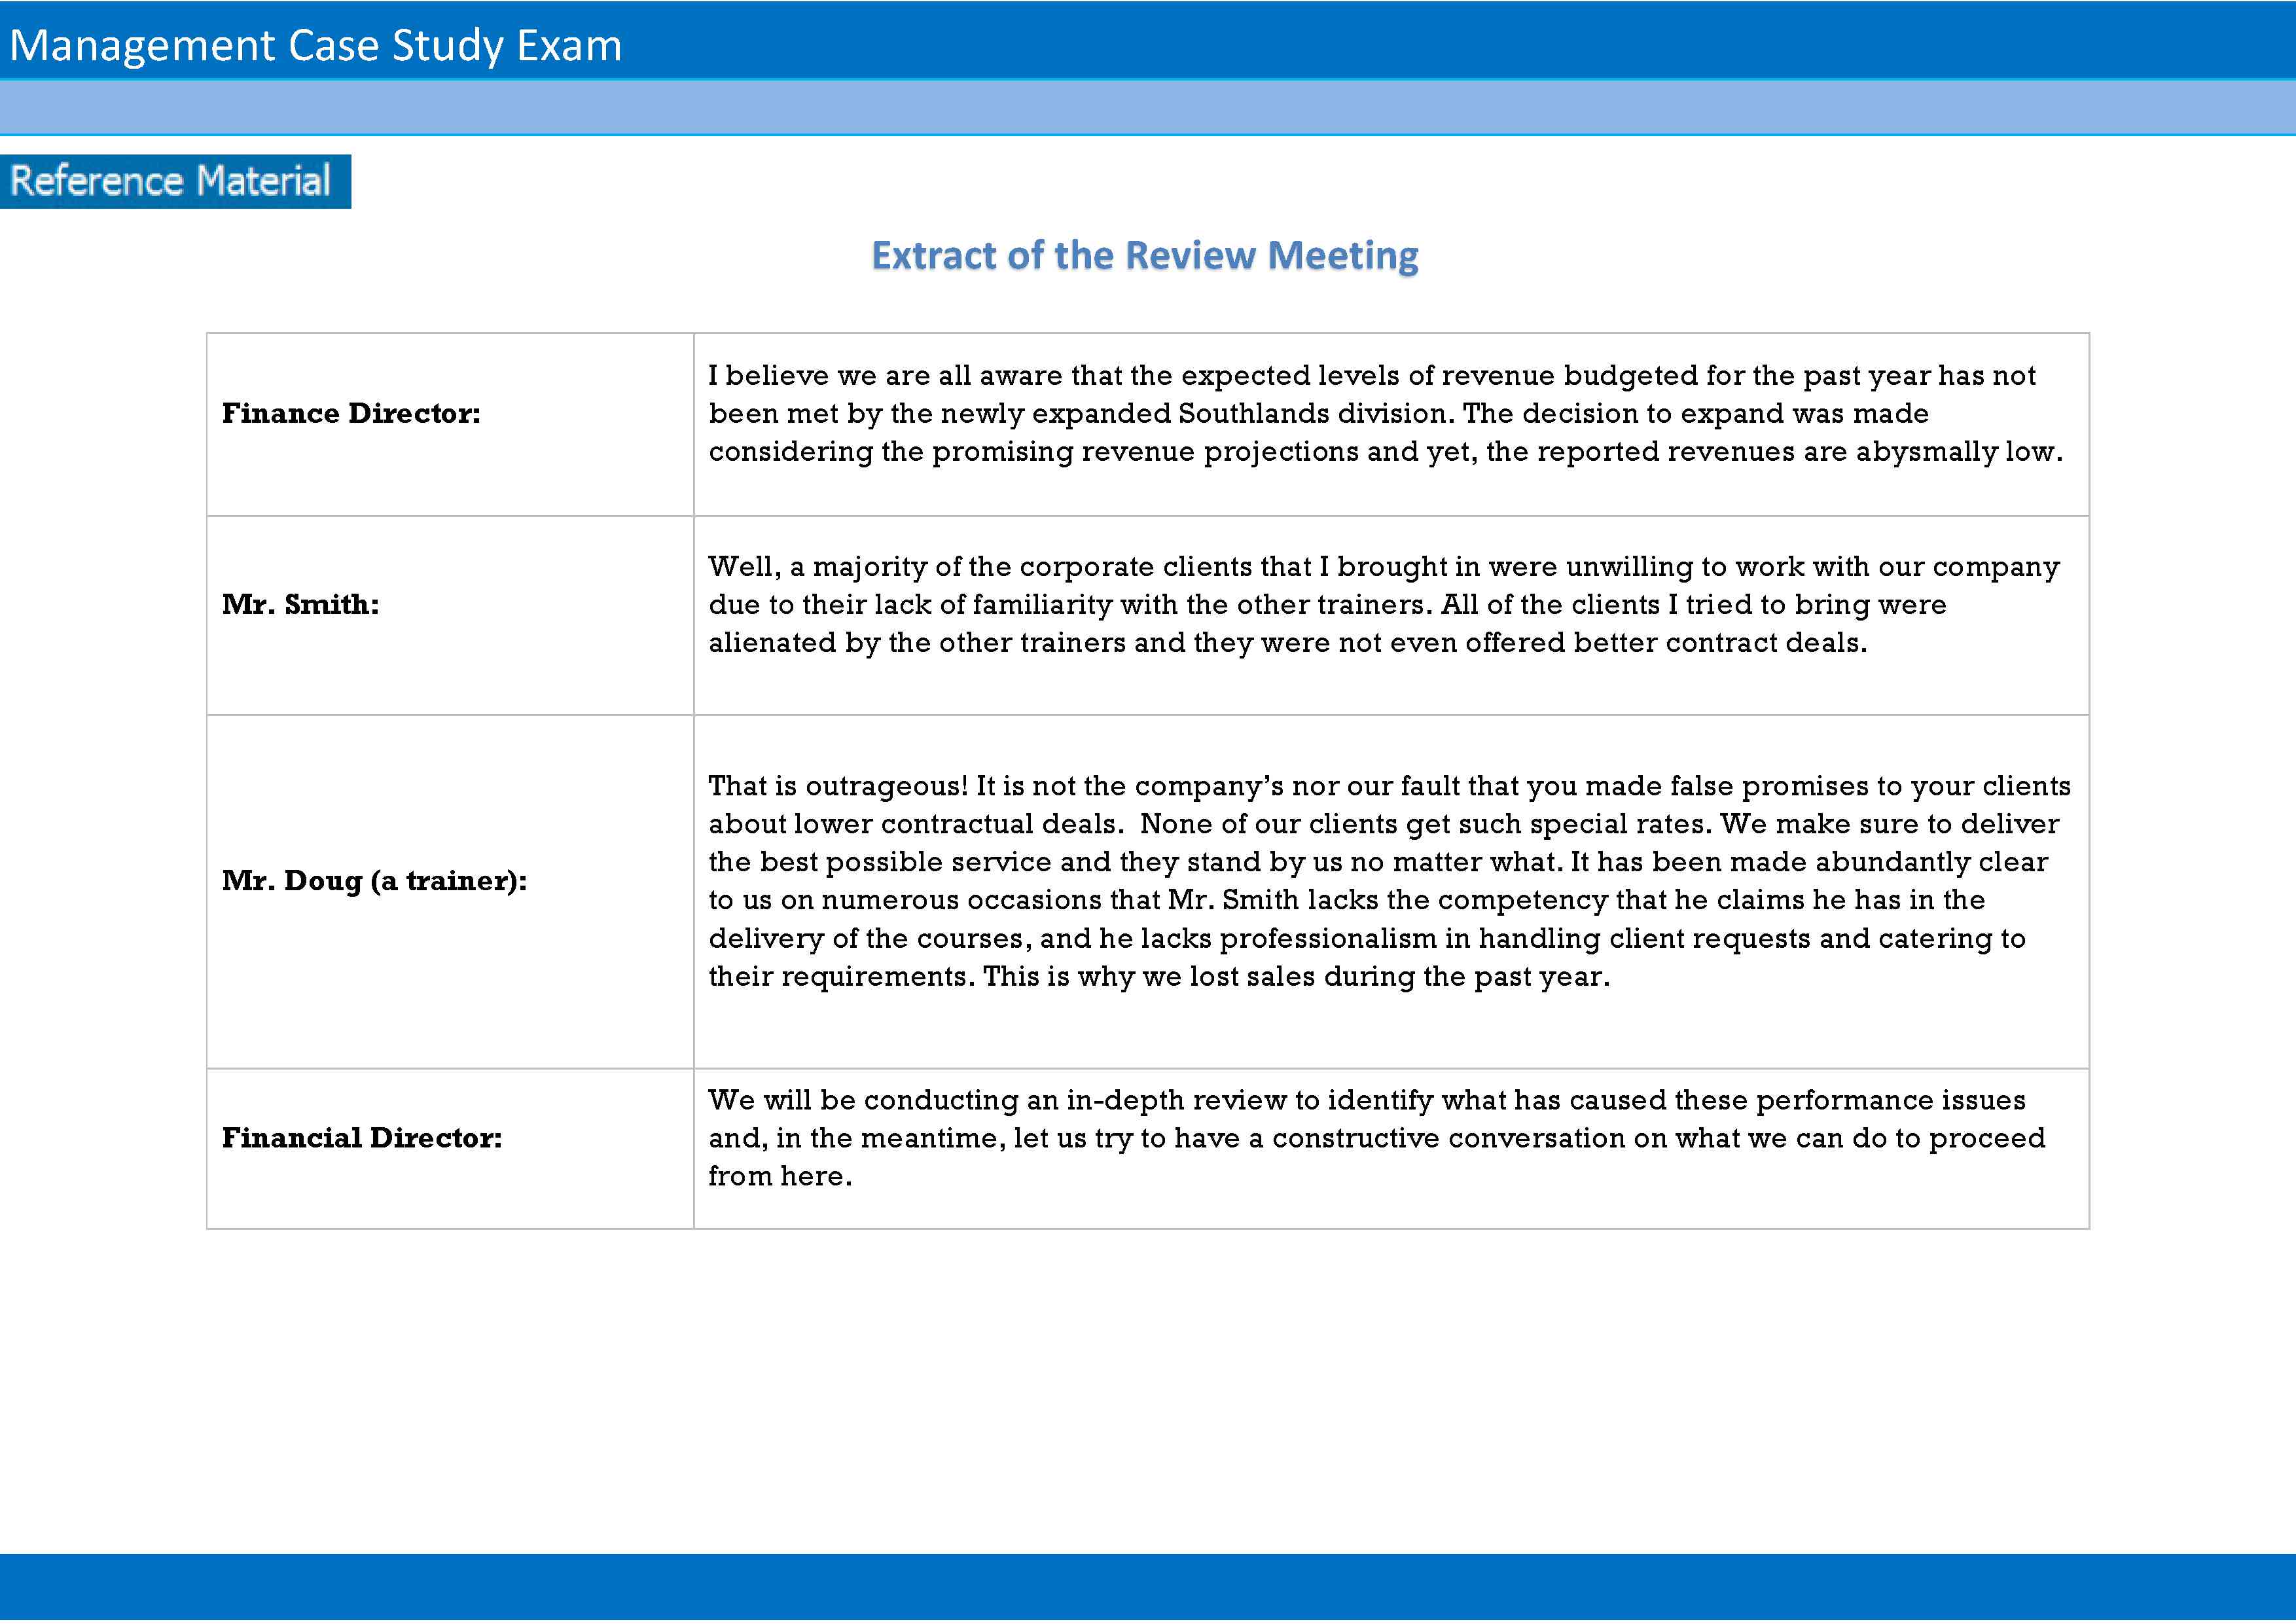 Management Case Study Exam
Reference Material
Extract of the Review Meeting
Finance Director:
I believe we are all aware that the expected levels of revenue budgeted for the past year has not
been met by the newly expanded Southlands division. The decision to expand was made
considering the promising revenue projections and yet, the reported revenues are abysmally low.
Mr. Smith:
Well, a majority of the corporate clients that I brought in were unwilling to work with our company
due to their lack of familiarity with the other trainers. All of the clients I tried to bring were
alienated by the other trainers and they were not even offered better contract deals.
Mr. Doug (a trainer):
That is outrageous! It is not the company’s nor our fault that you made false promises to your clients
about lower contractual deals.  None of our clients get such special rates. We make sure to deliver
the best possible service and they stand by us no matter what. It has been made abundantly clear
to us on numerous occasions that Mr. Smith lacks the competency that he claims he has in the
delivery of the courses, and he lacks professionalism in handling client requests and catering to
their requirements. This is why we lost sales during the past year.
Financial Director:
We will be conducting an in-depth review to identify what has caused these performance issues
and, in the meantime, let us try to have a constructive conversation on what we can do to proceed
from here.